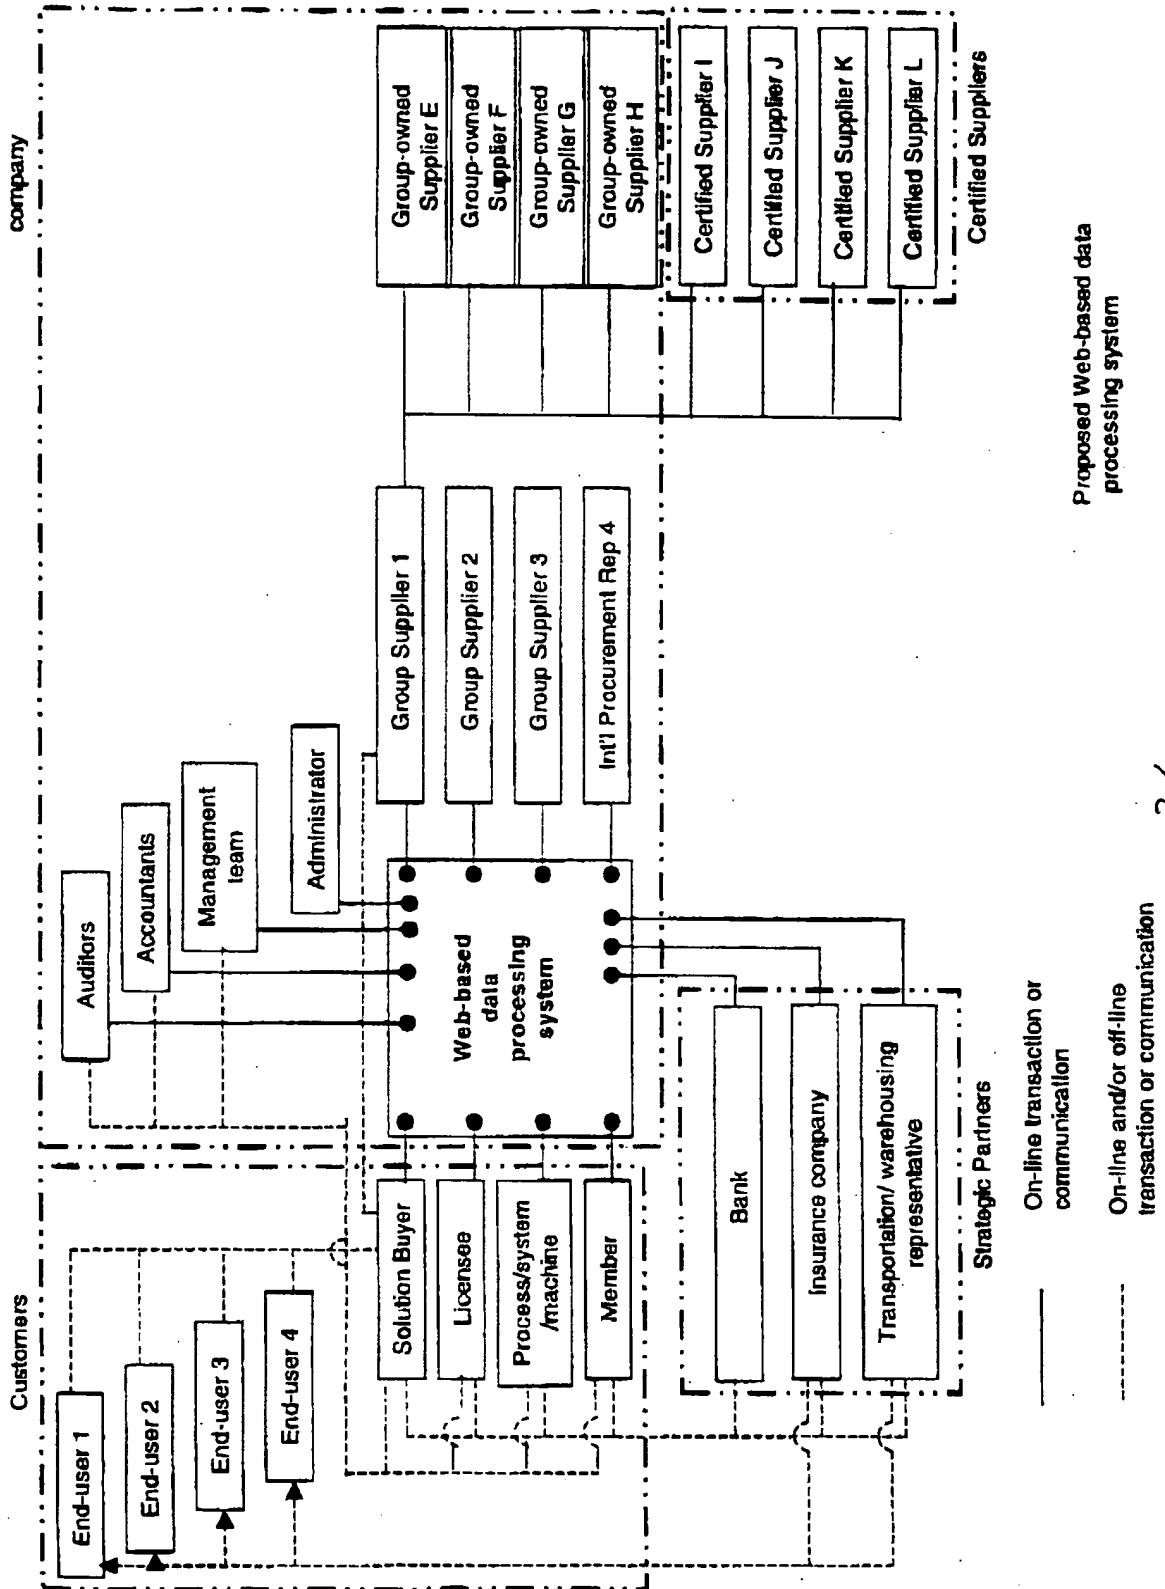 Customers
company
End-user 1
End-user 2
End-user 3
End-user 4
Auditors
Accountants
Management
team
Administrator
Solution Buyer
Licensee
Process/system
/machine
Member
Web-based
data
processing
system
Group Supplier 1
Group Supplier 2
Group Supplier 3
Int'l Procurement Rep 4
Group-owned
Supplier E
Group-owned
Supplier F
Group-owned
Supplier G
Group-owned
Supplier H
Certified Supplier I
Certified Supplier J
Certified Supplier K
Certified Supplier L
Certified Suppliers
Bank
Insurance company
Transportation/ warehousing
representative
Strategic Partners
On-line transaction or
communication
On-line and/or off-line
transaction or communication
Proposed Web-based data
processing system